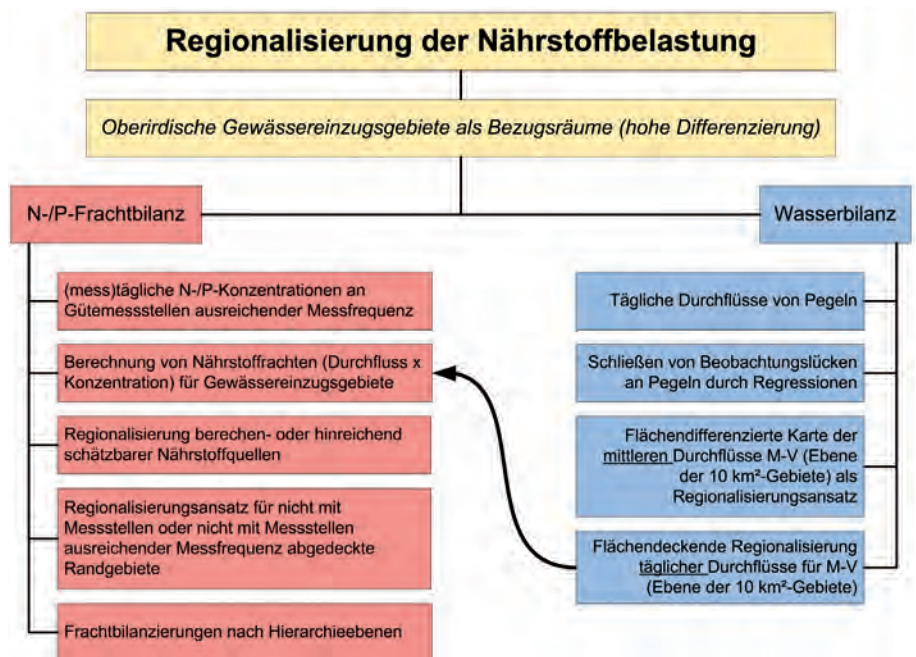 Regionalisierung der Nährstoffbelastung
Oberirdische Gewässereinzugsgebiete als Bezugsräume (hohe Differenzierung)
N-/P-Frachtbilanz
(mess)tägliche N-/P-Konzentrationen an
Gütemessstellen ausreichender Messfrequenz
Berechnung von Nährstoffrachten (Durchfluss x
Konzentration) für Gewässereinzugsgebiete
Regionalisierung berechen- oder hinreichend
schätzbarer Nährstoffquellen
Regionalisierungsansatz für nicht mit
Messstellen oder nicht mit Messstellen
ausreichender Messfrequenz abgedeckte
Randgebiete
Frachtbilanzierungen nach Hierarchieebenen
Wasserbilanz
Tägliche Durchflüsse von Pegeln
Schließen von Beobachtungslücken
an Pegeln durch Regressionen
Flächendifferenzierte Karte der
mittleren Durchflüsse M-V (Ebene
der 10 km²-Gebiete) als
Regionalisierungsansatz
Flächendeckende Regionalisierung
täglicher Durchflüsse für M-V
(Ebene der 10 km²-Gebiete)